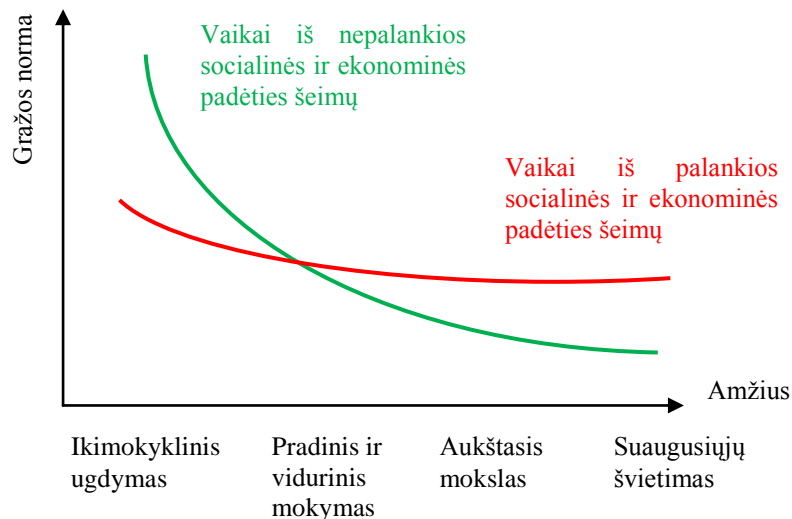 Gražos norma
Vaikai iš nepalankios
socialinės ir ekonominės
padėties šeimų
Vaikai iš palankios
socialinės ir ekonominės
padėties šeimų
Amžius
Ikimokyklinis
ugdymas
Pradinis ir
vidurinis
mokymas
Aukštasis
mokslas
Suaugusiųjų
švietimas